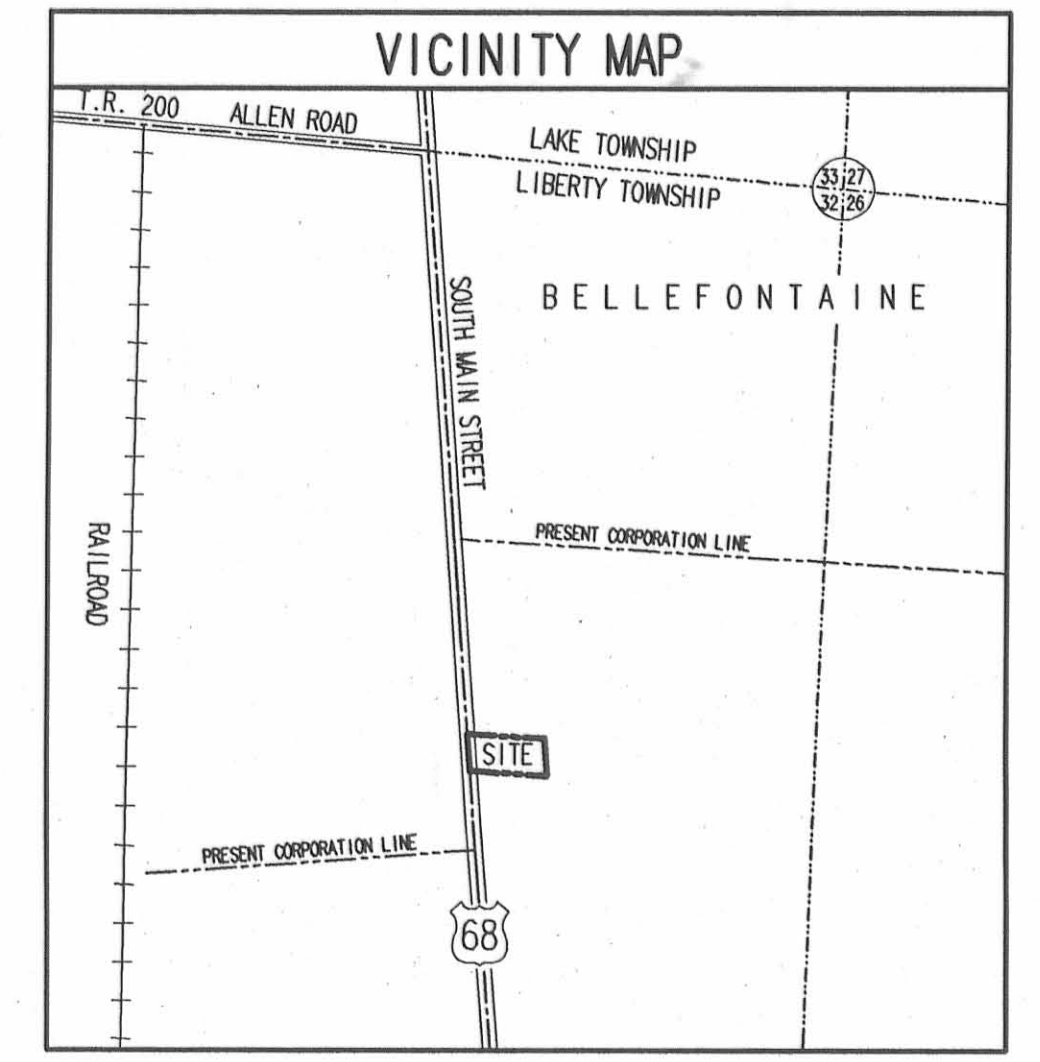 VICINITY MAP
T.R. 200 ALLEN ROAD
LAKE TOWNSHIP
LIBERTY TOWNSHIP
33 27
32 26
BELLEFONTAINE
SOUTH MAIN STREET
PRESENT CORPORATION LINE
RAILROAD
SITE
PRESENT CORPORATION LINE
68